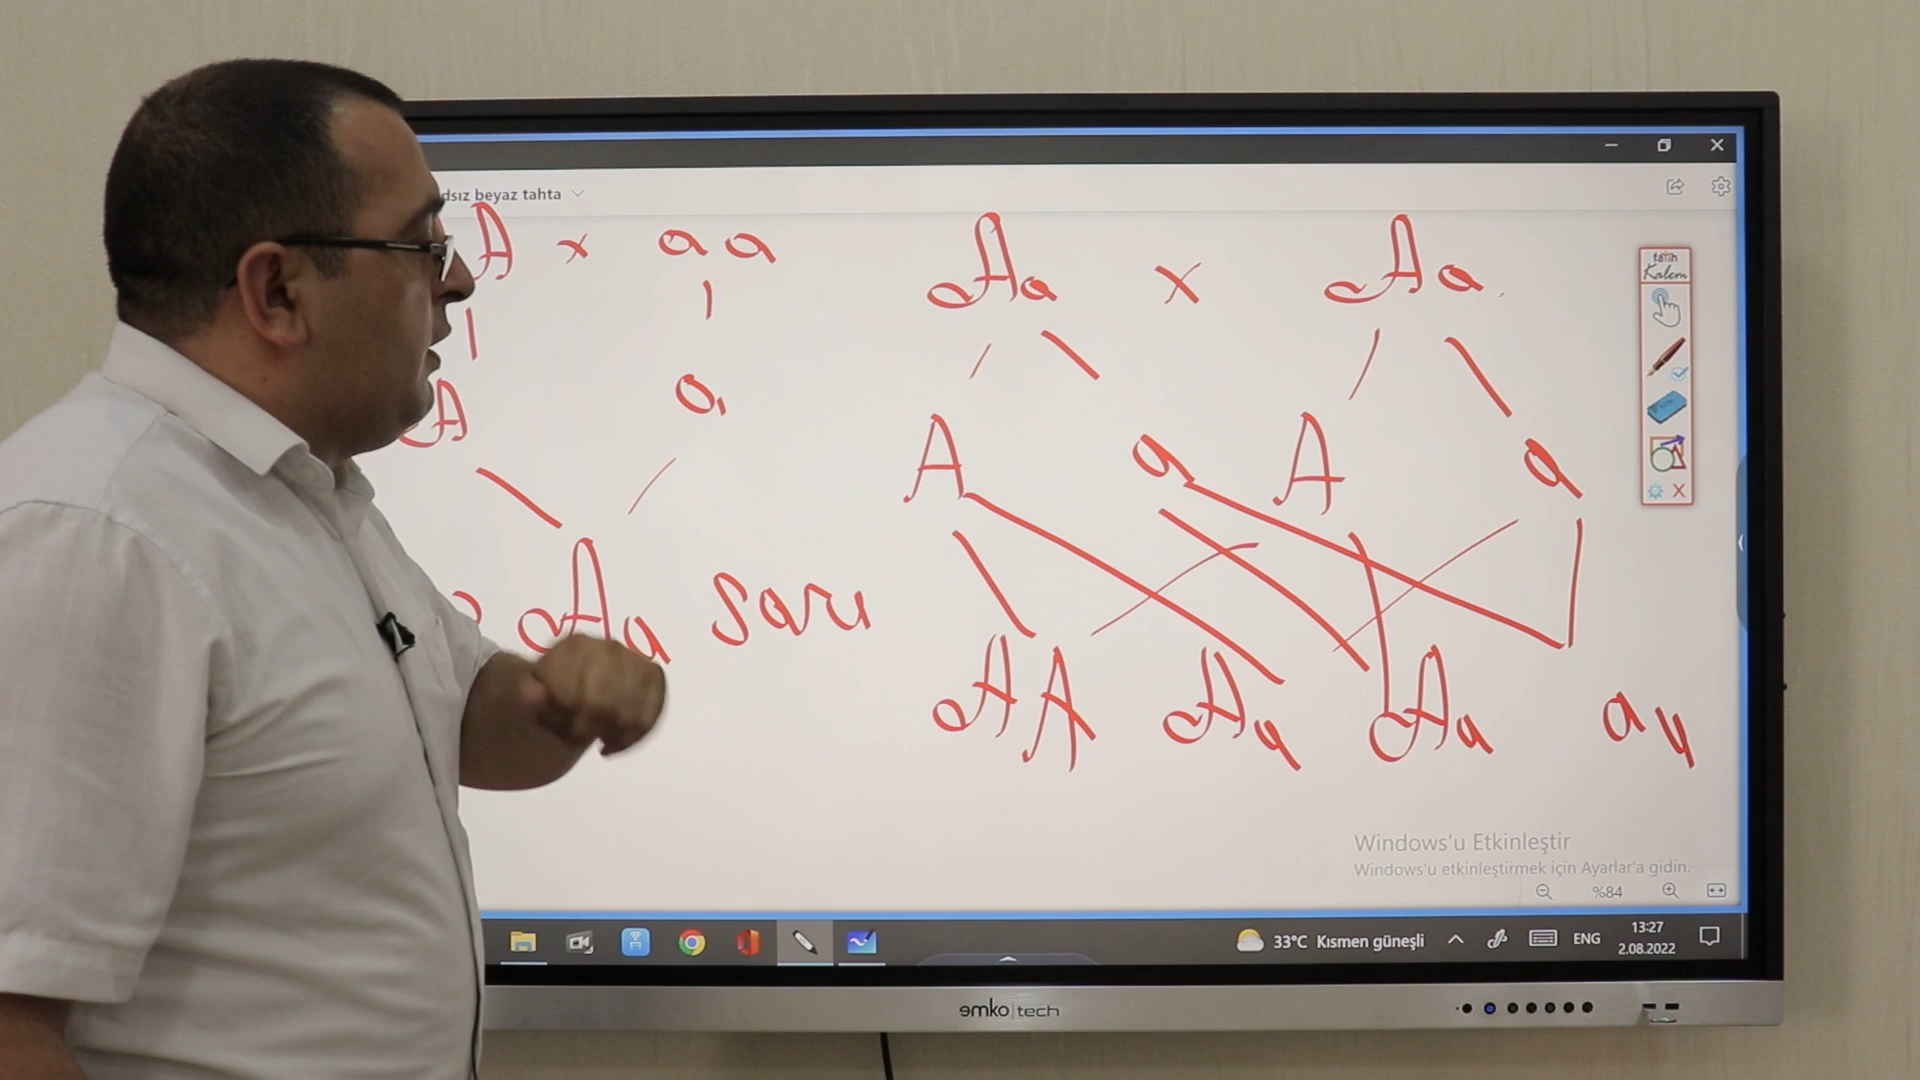 dsız beyaz tahta
A x aa
A a
Aa sarı
Aa x Aa
A a A a
AA Aa Aa aa
fatih
Kalem
Windows'u Etkinleştir
Windows'u etkinleştirmek için Ayarlar'a gidin.
%84
33°C Kısmen güneşli
ENG
13:27
2.08.2022
emko|tech